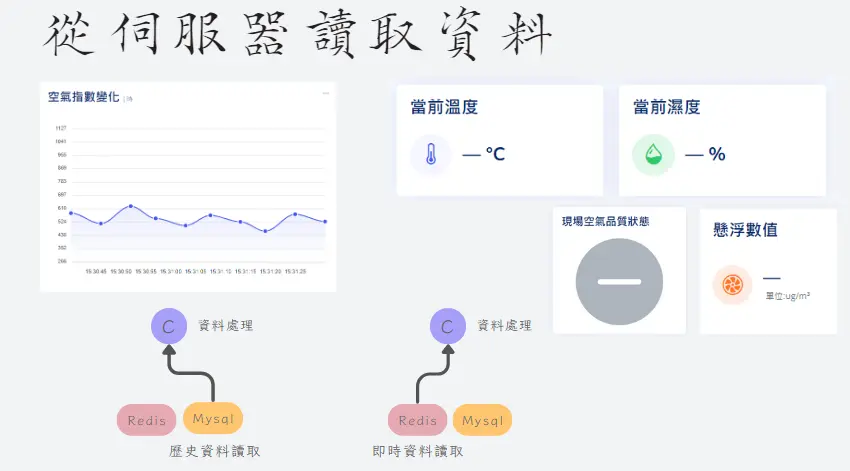 從伺服器讀取資料
空氣指數變化 | 時
...
1127
1041
955
869
783
697
610
524
438
352
266
15:30:45 15:30:50 15:30:55 15:31:00 15:31:05 15:31:10 15:31:15 15:31:20 15:31:25
當前溫度
— °C
當前濕度
— %
現場空氣品質狀態
懸浮數值
—
單位:ug/m³
C 資料處理
Redis Mysql
歷史資料讀取
C 資料處理
Redis Mysql
即時資料讀取